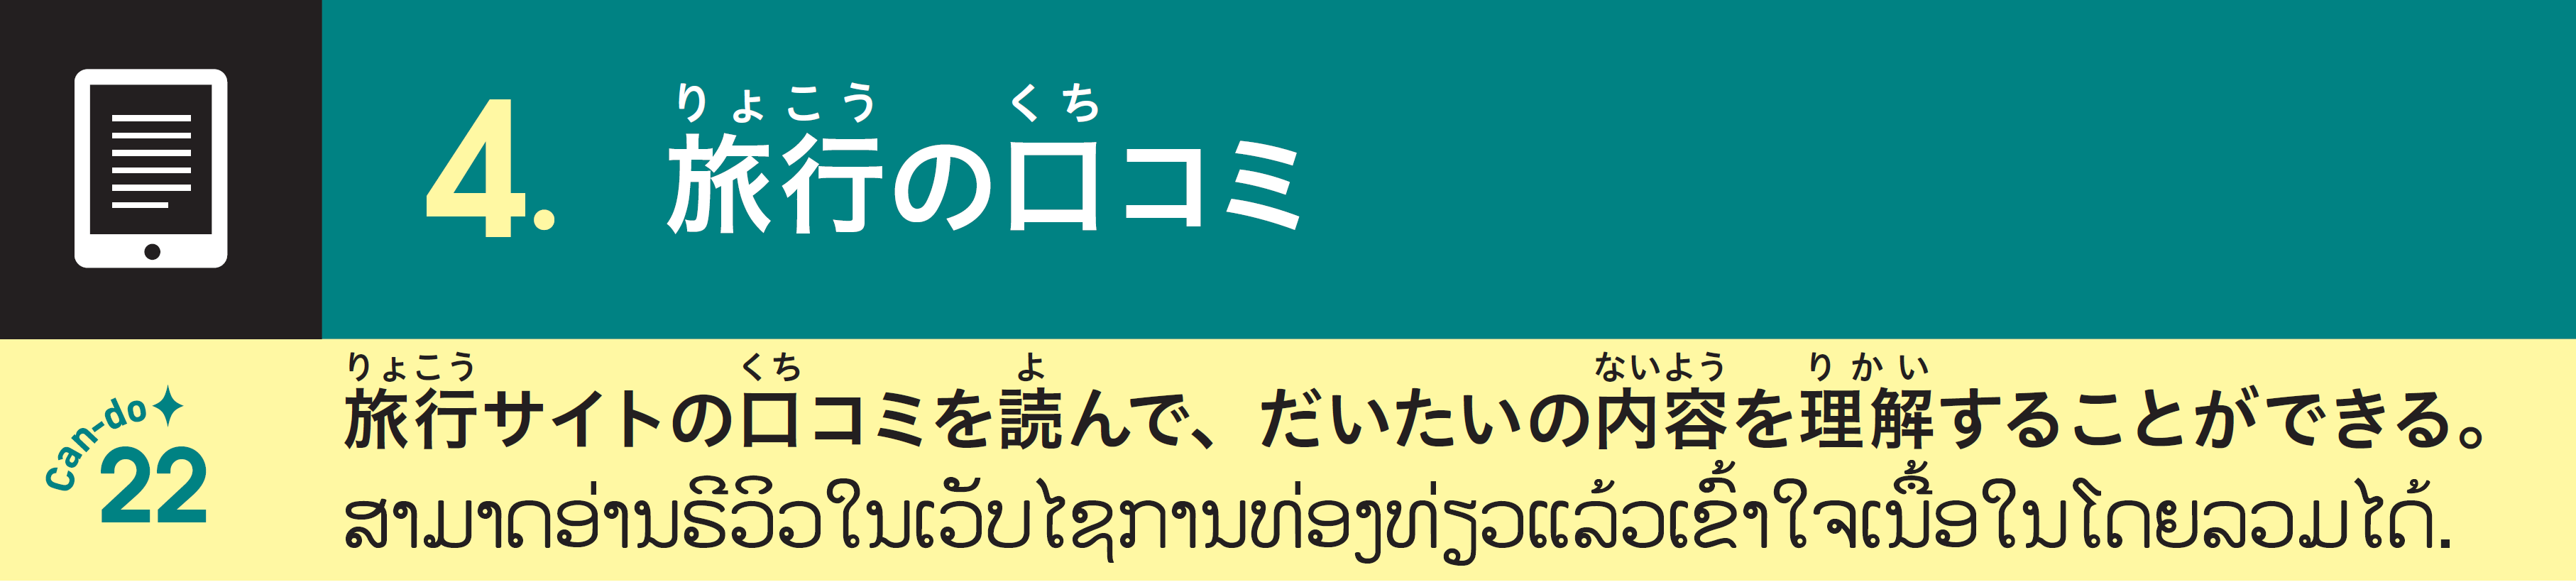 りょこう くち
4. 旅行の口コミ
Can-do 22
りょこう くち よ ないよう りかい
旅行サイトの口コミを読んで、だいたいの内容を理解することができる。
ສາມາດອ່ານຣີວິວໃນເວັບໄຊການທ່ອງທ່ຽວແລ້ວເຂົ້າໃຈເນື້ອໃນໂດຍລວມໄດ້.